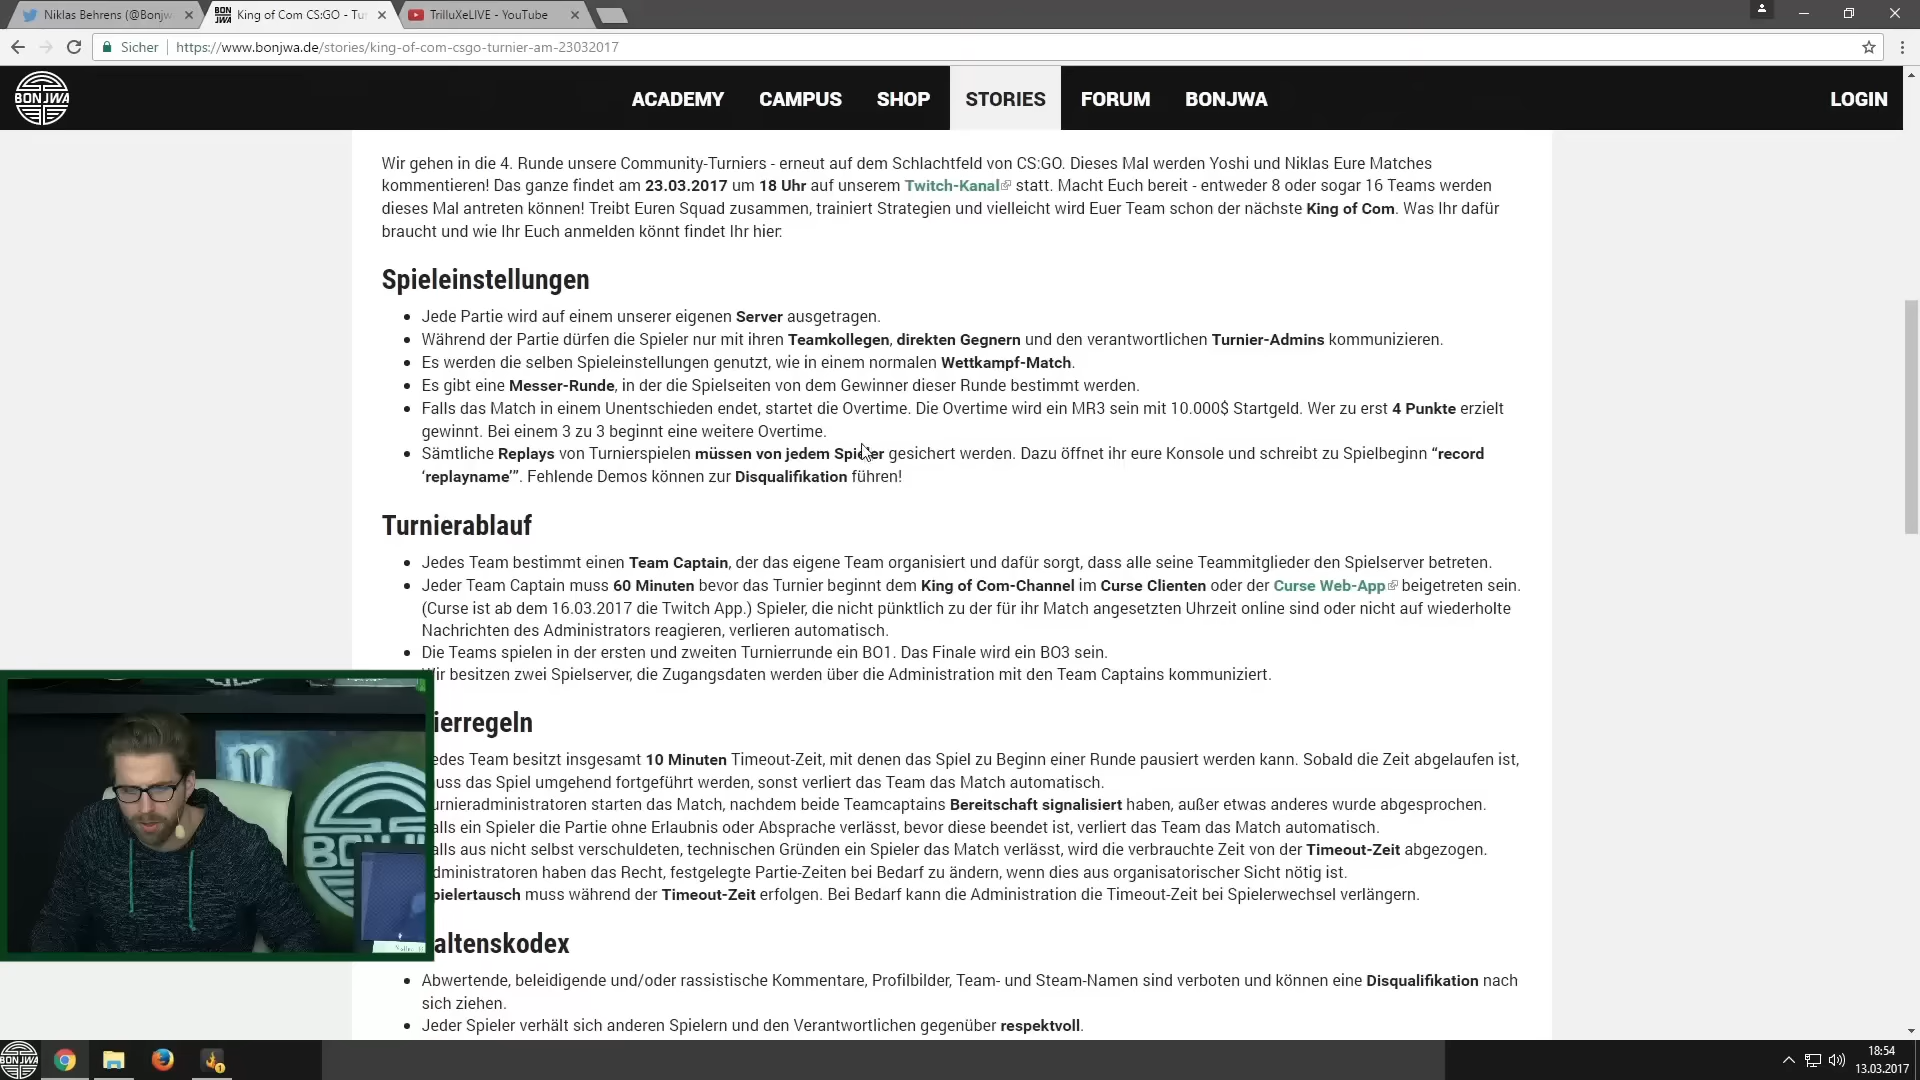 Niklas Behrens (@Bonjw
King of Com CS:GO - Tu
TrilluXeLIVE - YouTube
Sicher
https://www.bonjwa.de/stories/king-of-com-csgo-turnier-am-23032017
BONJWA
ACADEMY
CAMPUS
SHOP
STORIES
FORUM
BONJWA
LOGIN
Wir gehen in die 4. Runde unsere Community-Turniers - erneut auf dem Schlachtfeld von CS:GO. Dieses Mal werden Yoshi und Niklas Eure Matches
kommentieren! Das ganze findet am 23.03.2017 um 18 Uhr auf unserem Twitch-Kanal statt. Macht Euch bereit - entweder 8 oder sogar 16 Teams werden
dieses Mal antreten können! Treibt Euren Squad zusammen, trainiert Strategien und vielleicht wird Euer Team schon der nächste King of Com. Was Ihr dafür
braucht und wie Ihr Euch anmelden könnt findet Ihr hier:
Spieleinstellungen
Jede Partie wird auf einem unserer eigenen Server ausgetragen.
Während der Partie dürfen die Spieler nur mit ihren Teamkollegen, direkten Gegnern und den verantwortlichen Turnier-Admins kommunizieren.
Es werden die selben Spieleinstellungen genutzt, wie in einem normalen Wettkampf-Match.
Es gibt eine Messer-Runde, in der die Spielseiten von dem Gewinner dieser Runde bestimmt werden.
Falls das Match in einem Unentschieden endet, startet die Overtime. Die Overtime wird ein MR3 sein mit 10.000$ Startgeld. Wer zu erst 4 Punkte erzielt
gewinnt. Bei einem 3 zu 3 beginnt eine weitere Overtime.
Sämtliche Replays von Turnierspielen müssen von jedem Spieler gesichert werden. Dazu öffnet ihr eure Konsole und schreibt zu Spielbeginn “record
‘replayname’”. Fehlende Demos können zur Disqualifikation führen!
Turnierablauf
Jedes Team bestimmt einen Team Captain, der das eigene Team organisiert und dafür sorgt, dass alle seine Teammitglieder den Spielserver betreten.
Jeder Team Captain muss 60 Minuten bevor das Turnier beginnt dem King of Com-Channel im Curse Clienten oder der Curse Web-App beigetreten sein.
(Curse ist ab dem 16.03.2017 die Twitch App.) Spieler, die nicht pünktlich zu der für ihr Match angesetzten Uhrzeit online sind oder nicht auf wiederholte
Nachrichten des Administrators reagieren, verlieren automatisch.
Die Teams spielen in der ersten und zweiten Turnierrunde ein BO1. Das Finale wird ein BO3 sein.
ir besitzen zwei Spielserver, die Zugangsdaten werden über die Administration mit den Team Captains kommuniziert.
ierregeln
edes Team besitzt insgesamt 10 Minuten Timeout-Zeit, mit denen das Spiel zu Beginn einer Runde pausiert werden kann. Sobald die Zeit abgelaufen ist,
uss das Spiel umgehend fortgeführt werden, sonst verliert das Team das Match automatisch.
urnieradministratoren starten das Match, nachdem beide Teamcaptains Bereitschaft signalisiert haben, außer etwas anderes wurde abgesprochen.
alls ein Spieler die Partie ohne Erlaubnis oder Absprache verlässt, bevor diese beendet ist, verliert das Team das Match automatisch.
alls aus nicht selbst verschuldeten, technischen Gründen ein Spieler das Match verlässt, wird die verbrauchte Zeit von der Timeout-Zeit abgezogen.
dministratoren haben das Recht, festgelegte Partie-Zeiten bei Bedarf zu ändern, wenn dies aus organisatorischer Sicht nötig ist.
pielertausch muss während der Timeout-Zeit erfolgen. Bei Bedarf kann die Administration die Timeout-Zeit bei Spielerwechsel verlängern.
altenskodex
Abwertende, beleidigende und/oder rassistische Kommentare, Profilbilder, Team- und Steam-Namen sind verboten und können eine Disqualifikation nach
sich ziehen.
Jeder Spieler verhält sich anderen Spielern und den Verantwortlichen gegenüber respektvoll.
BONJWA
18:54
13.03.2017